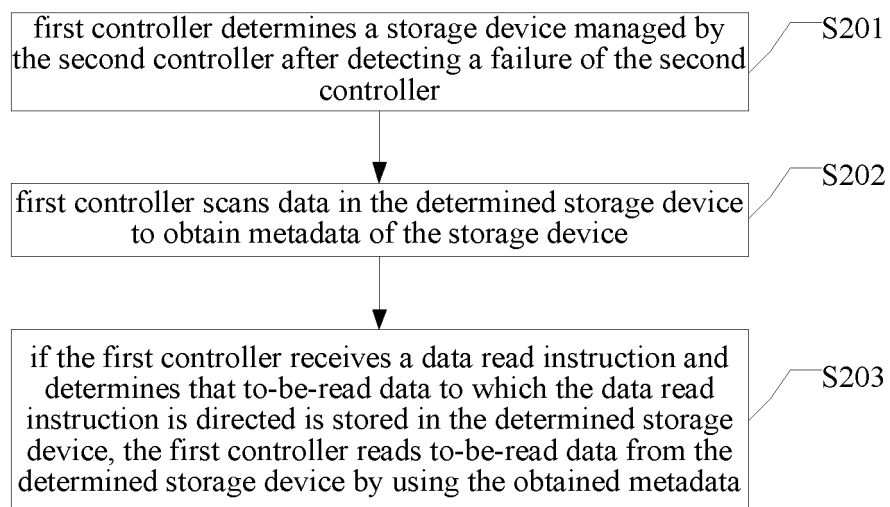 first controller determines a storage device managed by
the second controller after detecting a failure of the second
controller
S201
first controller scans data in the determined storage device
to obtain metadata of the storage device
S202
if the first controller receives a data read instruction and
determines that to-be-read data to which the data read
instruction is directed is stored in the determined storage
device, the first controller reads to-be-read data from the
determined storage device by using the obtained metadata
S203